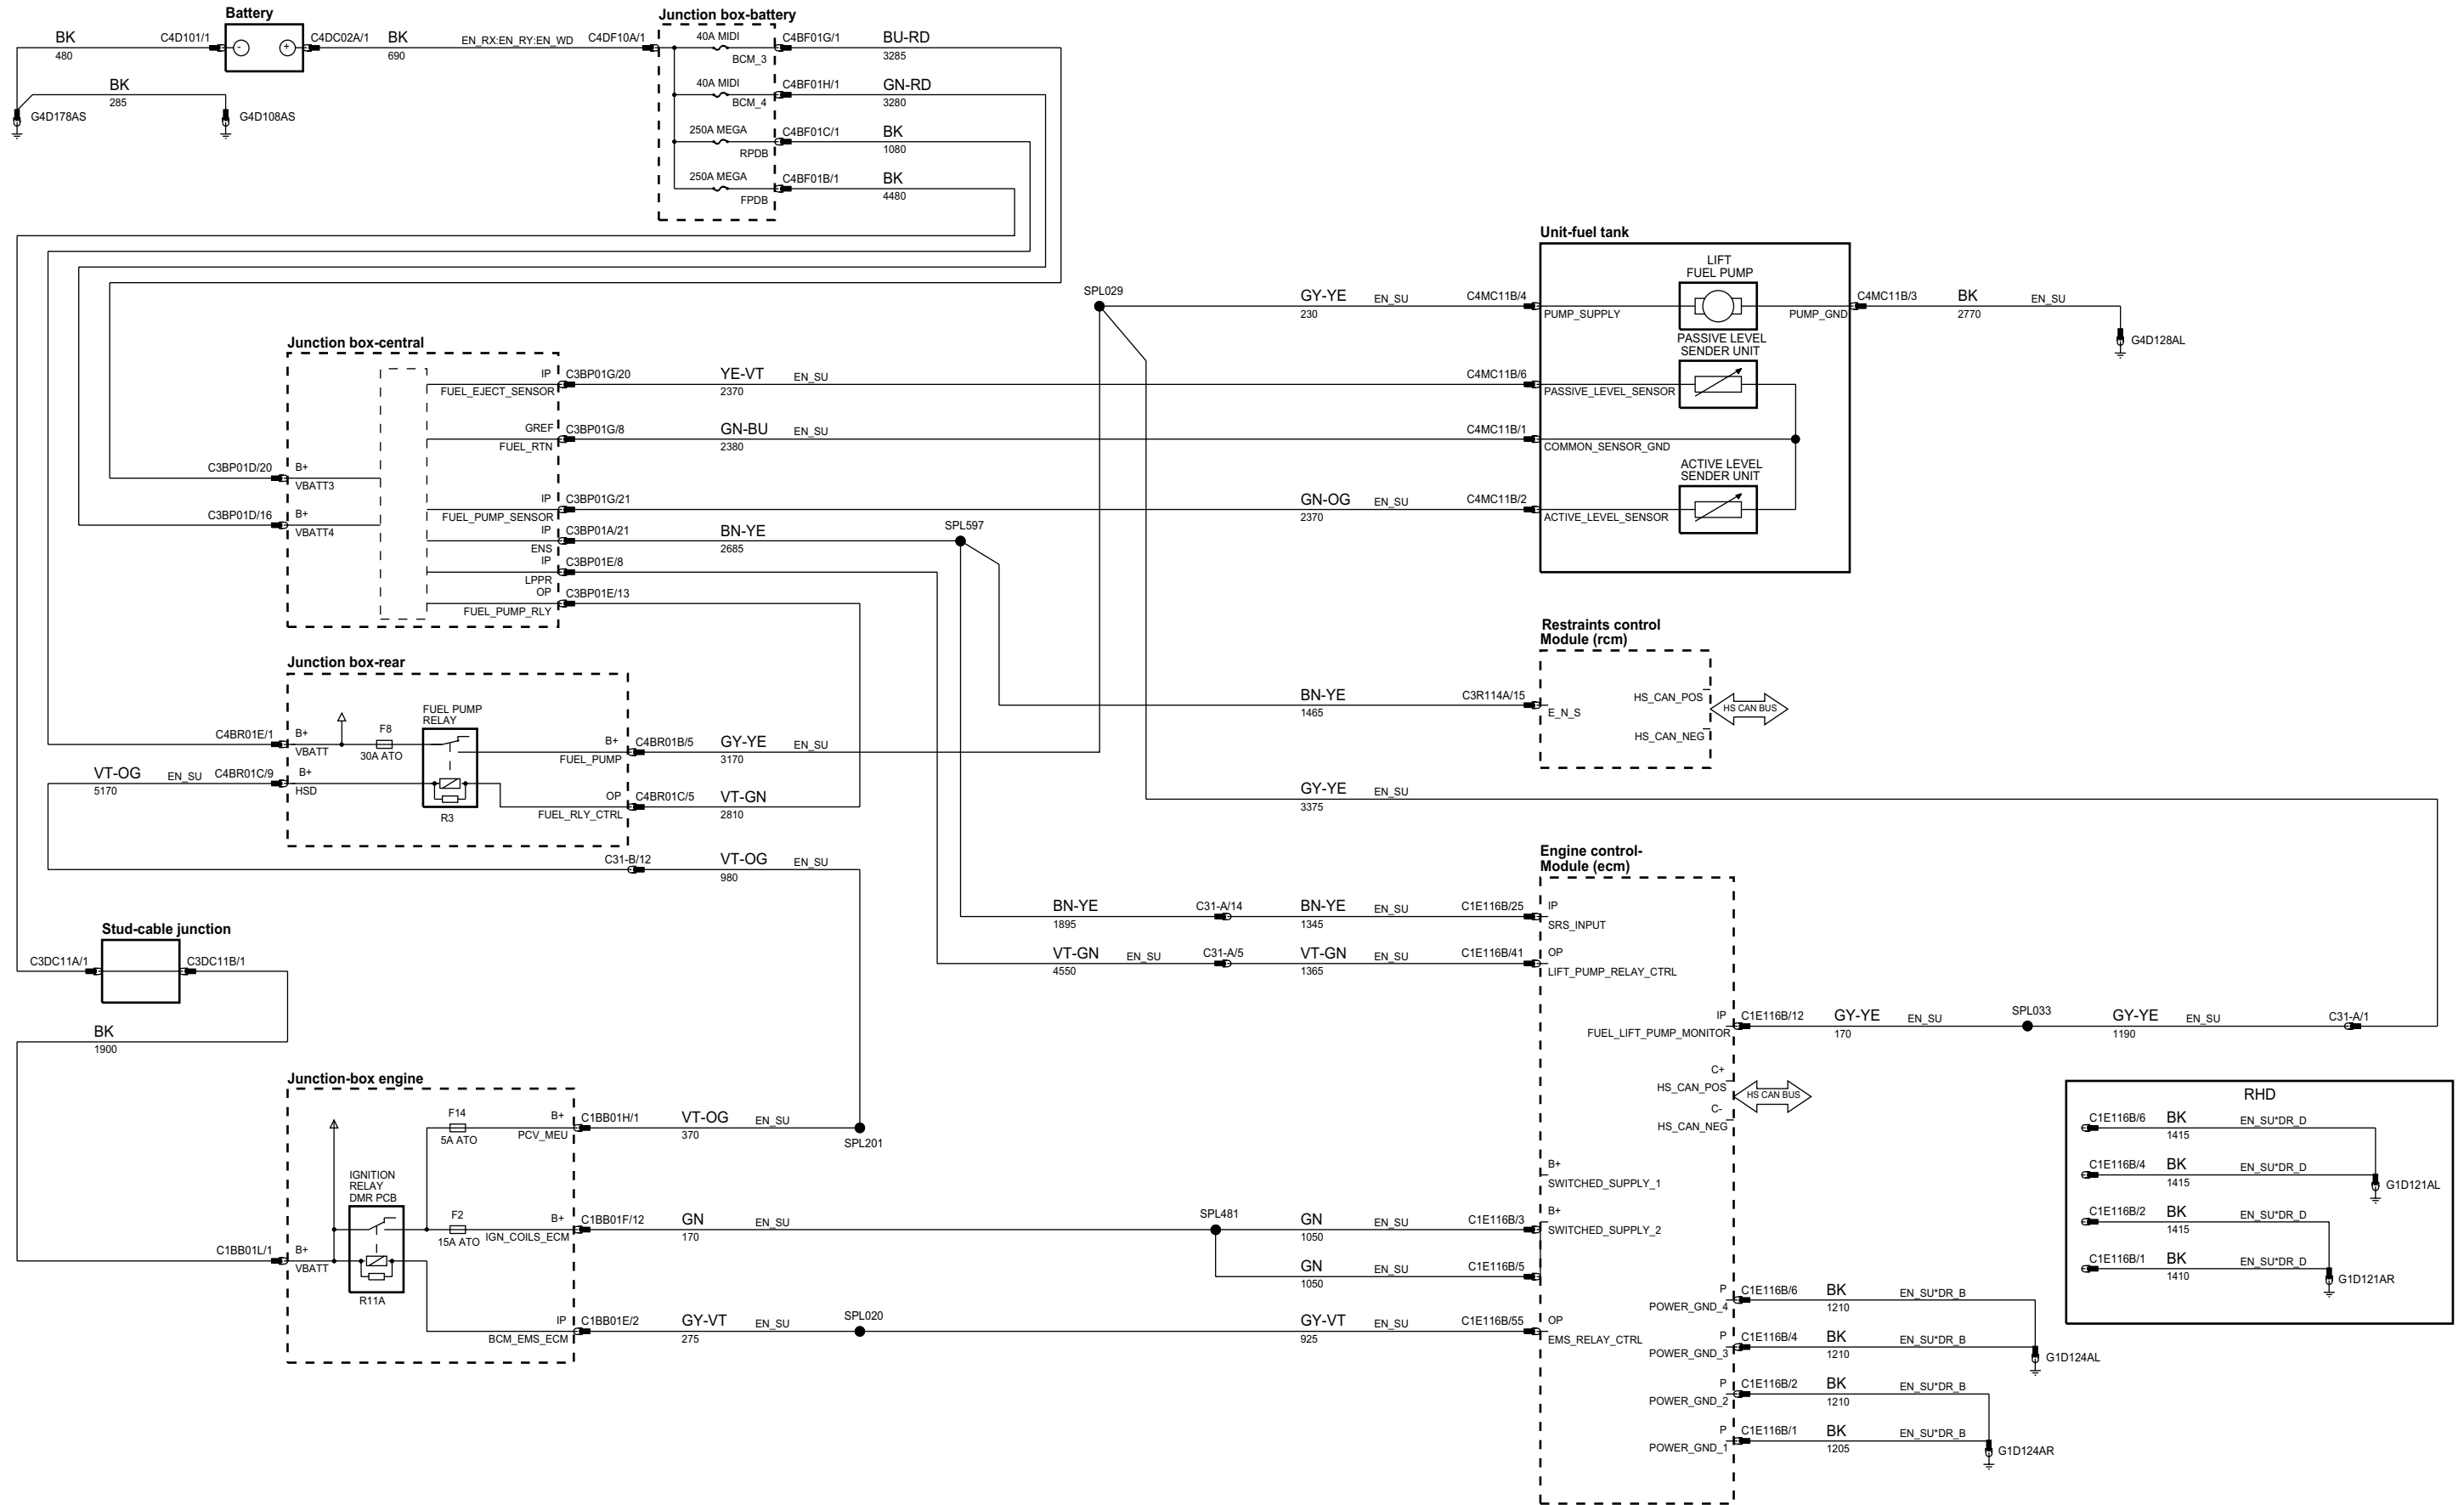 Battery
BK
480
C4D101/1
-
+
C4DC02A/1
BK
690
EN_RX:EN_RY:EN_WD
C4DF10A/1
BK
285
G4D178AS
G4D108AS
Junction box-battery
40A MIDI
BCM_3
C4BF01G/1
BU-RD
3285
40A MIDI
BCM_4
C4BF01H/1
GN-RD
3280
250A MEGA
RPDB
C4BF01C/1
BK
1080
250A MEGA
FPDB
C4BF01B/1
BK
4480
Unit-fuel tank
LIFT
FUEL PUMP
SPL029
GY-YE
230
EN_SU
C4MC11B/4
PUMP_SUPPLY
PUMP_GND
C4MC11B/3
BK
2770
EN_SU
G4D128AL
PASSIVE LEVEL
SENDER UNIT
C4MC11B/6
PASSIVE_LEVEL_SENSOR
C4MC11B/1
COMMON_SENSOR_GND
ACTIVE LEVEL
SENDER UNIT
GN-OG
2370
EN_SU
C4MC11B/2
ACTIVE_LEVEL_SENSOR
Junction box-central
IP
FUEL_EJECT_SENSOR
C3BP01G/20
YE-VT
2370
EN_SU
GREF
FUEL_RTN
C3BP01G/8
GN-BU
2380
EN_SU
C3BP01D/20
B+
VBATT3
C3BP01D/16
B+
VBATT4
IP
FUEL_PUMP_SENSOR
C3BP01G/21
IP
ENS
C3BP01A/21
BN-YE
2685
SPL597
IP
LPPR
C3BP01E/8
OP
FUEL_PUMP_RLY
C3BP01E/13
Restraints control
Module (rcm)
BN-YE
1465
C3R114A/15
E_N_S
HS_CAN_POS
HS CAN BUS
HS_CAN_NEG
Junction box-rear
FUEL PUMP
RELAY
C4BR01E/1
B+
VBATT
F8
30A ATO
B+
FUEL_PUMP
C4BR01B/5
GY-YE
3170
EN_SU
VT-OG
5170
EN_SU
C4BR01C/9
B+
HSD
R3
OP
FUEL_RLY_CTRL
C4BR01C/5
VT-GN
2810
GY-YE
3375
EN_SU
C31-B/12
VT-OG
980
EN_SU
Stud-cable junction
C3DC11A/1
C3DC11B/1
BK
1900
Engine control-
Module (ecm)
BN-YE
1895
C31-A/14
BN-YE
1345
EN_SU
C1E116B/25
IP
SRS_INPUT
VT-GN
4550
EN_SU
C31-A/5
VT-GN
1365
EN_SU
C1E116B/41
OP
LIFT_PUMP_RELAY_CTRL
IP
FUEL_LIFT_PUMP_MONITOR
C1E116B/12
GY-YE
170
EN_SU
SPL033
GY-YE
1190
EN_SU
C31-A/1
C+
HS_CAN_POS
HS CAN BUS
C-
HS_CAN_NEG
B+
SWITCHED_SUPPLY_1
B+
SWITCHED_SUPPLY_2
Junction-box engine
F14
5A ATO
B+
PCV_MEU
C1BB01H/1
VT-OG
370
EN_SU
SPL201
IGNITION
RELAY
DMR PCB
F2
15A ATO
B+
IGN_COILS_ECM
C1BB01F/12
GN
170
EN_SU
SPL481
GN
1050
EN_SU
C1E116B/3
GN
1050
EN_SU
C1E116B/5
C1BB01L/1
B+
VBATT
R11A
IP
BCM_EMS_ECM
C1BB01E/2
GY-VT
275
EN_SU
SPL020
GY-VT
925
EN_SU
C1E116B/55
OP
EMS_RELAY_CTRL
P
POWER_GND_4
C1E116B/6
BK
1210
EN_SU*DR_B
P
POWER_GND_3
C1E116B/4
BK
1210
EN_SU*DR_B
G1D124AL
P
POWER_GND_2
C1E116B/2
BK
1210
EN_SU*DR_B
P
POWER_GND_1
C1E116B/1
BK
1205
EN_SU*DR_B
G1D124AR
RHD
C1E116B/6
BK
1415
EN_SU*DR_D
C1E116B/4
BK
1415
EN_SU*DR_D
G1D121AL
C1E116B/2
BK
1415
EN_SU*DR_D
C1E116B/1
BK
1410
EN_SU*DR_D
G1D121AR